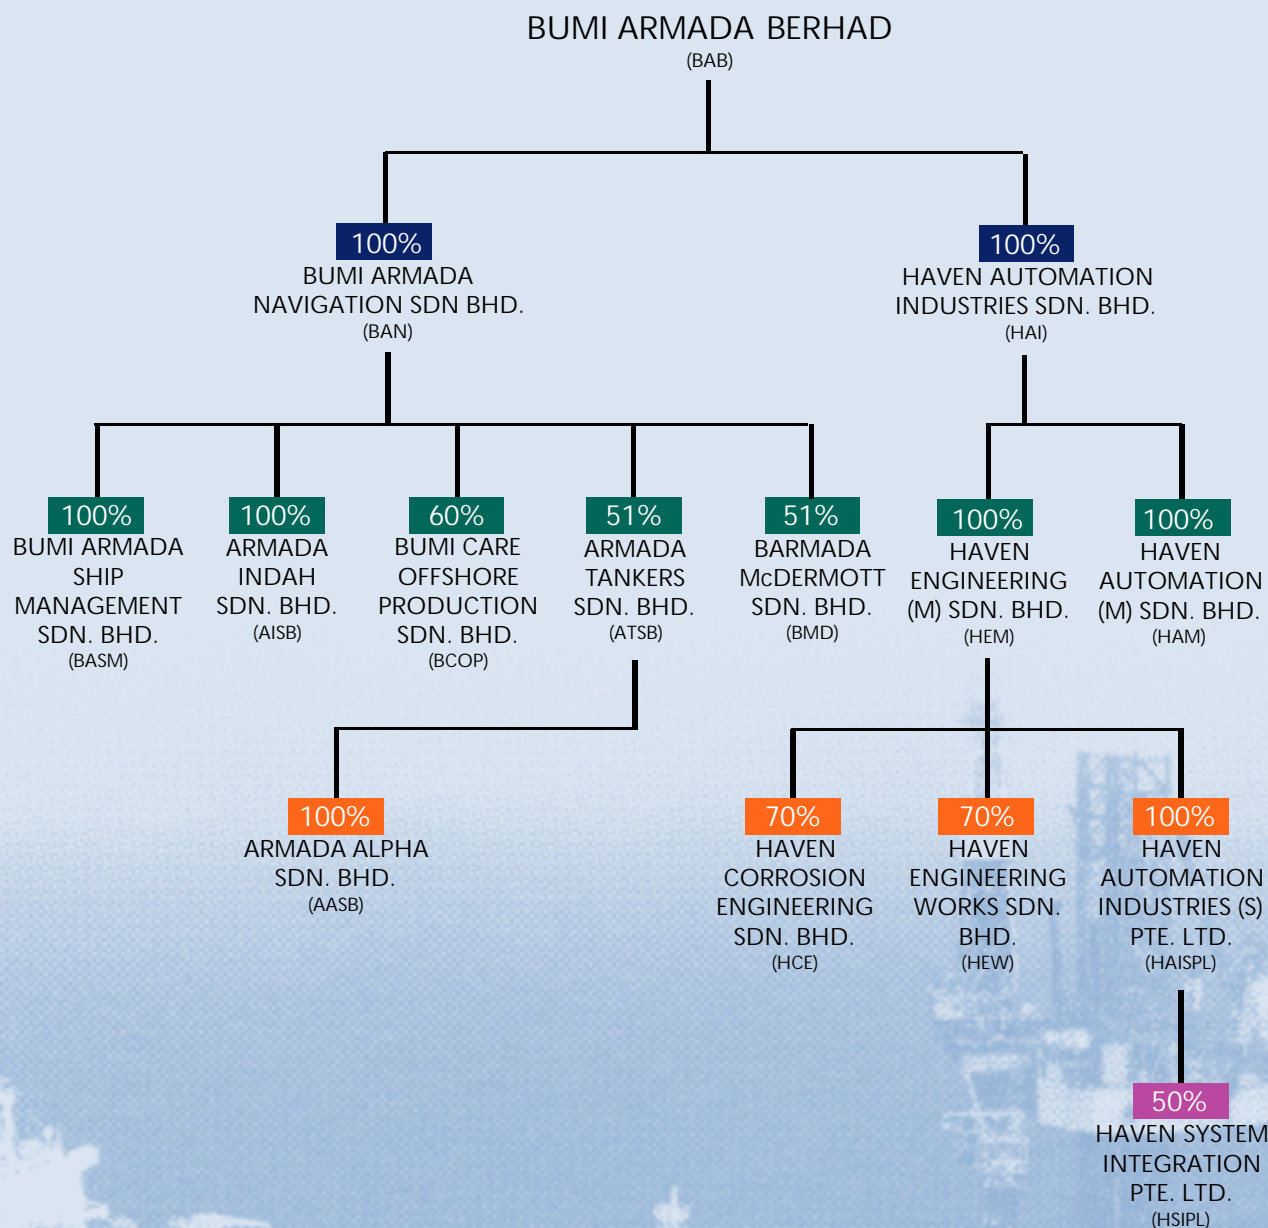 BUMI ARMADA BERHAD
(BAB)
100%
BUMI ARMADA
NAVIGATION SDN BHD.
(BAN)
100%
HAVEN AUTOMATION
INDUSTRIES SDN. BHD.
(HAI)
100%
BUMI ARMADA
SHIP
MANAGEMENT
SDN. BHD.
(BASM)
100%
ARMADA
INDAH
SDN. BHD.
(AISB)
60%
BUMI CARE
OFFSHORE
PRODUCTION
SDN. BHD.
(BCOP)
51%
ARMADA
TANKERS
SDN. BHD.
(ATSB)
51%
BARMADA
McDERMOTT
SDN. BHD.
(BMD)
100%
HAVEN
ENGINEERING
(M) SDN. BHD.
(HEM)
100%
HAVEN
AUTOMATION
(M) SDN. BHD.
(HAM)
100%
ARMADA ALPHA
SDN. BHD.
(AASB)
70%
HAVEN
CORROSION
ENGINEERING
SDN. BHD.
(HCE)
70%
HAVEN
ENGINEERING
WORKS SDN.
BHD.
(HEW)
100%
HAVEN
AUTOMATION
INDUSTRIES (S)
PTE. LTD.
(HAISPL)
50%
HAVEN SYSTEM
INTEGRATION
PTE. LTD.
(HSIPL)